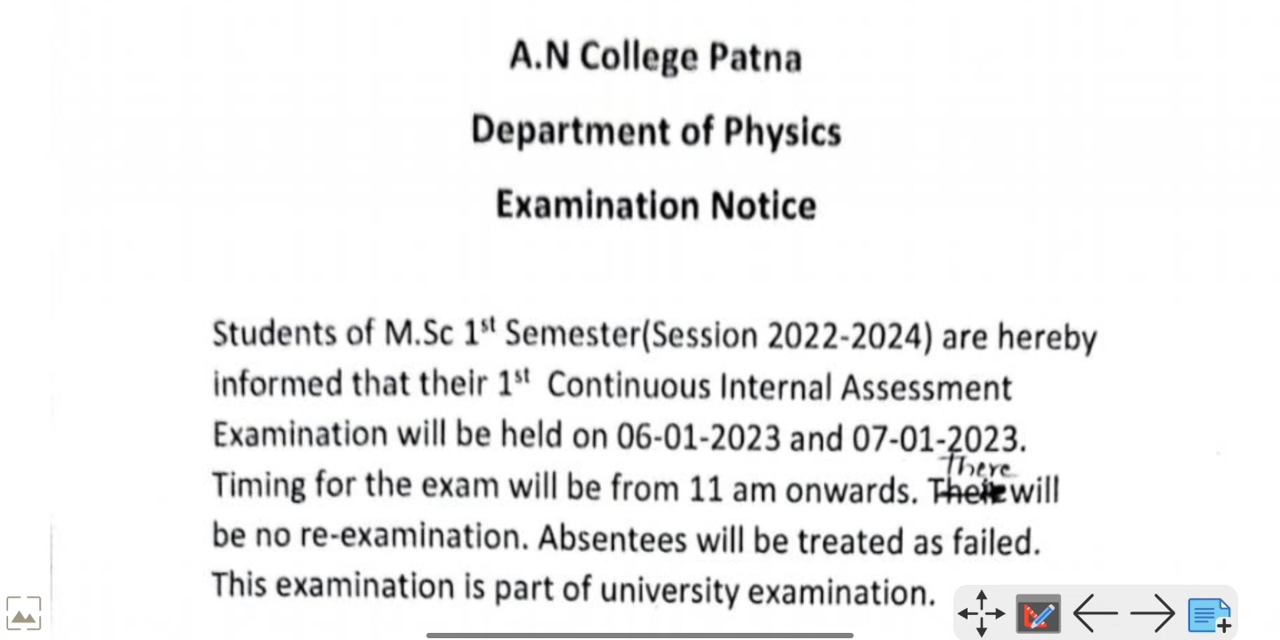 A.N College Patna
Department of Physics
Examination Notice
Students of M.Sc 1st Semester(Session 2022-2024) are hereby
informed that their 1st Continuous Internal Assessment
Examination will be held on 06-01-2023 and 07-01-2023.
There
Timing for the exam will be from 11 am onwards. will
be no re-examination. Absentees will be treated as failed.
This examination is part of university examination.